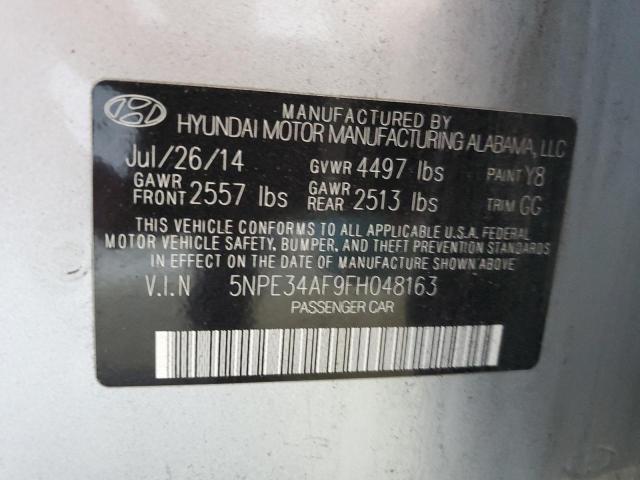 MANUFACTURED BY
HYUNDAI MOTOR MANUFACTURING ALABAMA, LLC
Jul/26/14 GVWR 4497 lbs PAINT Y8
GAWR FRONT 2557 lbs GAWR REAR 2513 lbs TRIM GG
THIS VEHICLE CONFORMS TO ALL APPLICABLE U.S.A. FEDERAL
MOTOR VEHICLE SAFETY, BUMPER, AND THEFT PREVENTION STANDARDS
IN EFFECT ON THE DATE OF MANUFACTURE SHOWN ABOVE.
V.I.N 5NPE34AF9FH048163
PASSENGER CAR